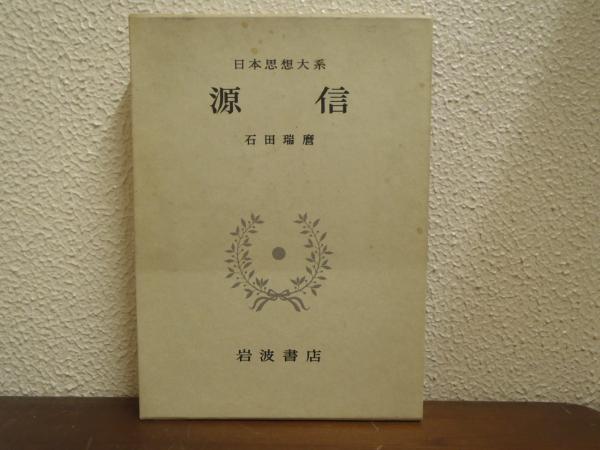 日本思想大系
源 信
石田瑞麿
岩波書店